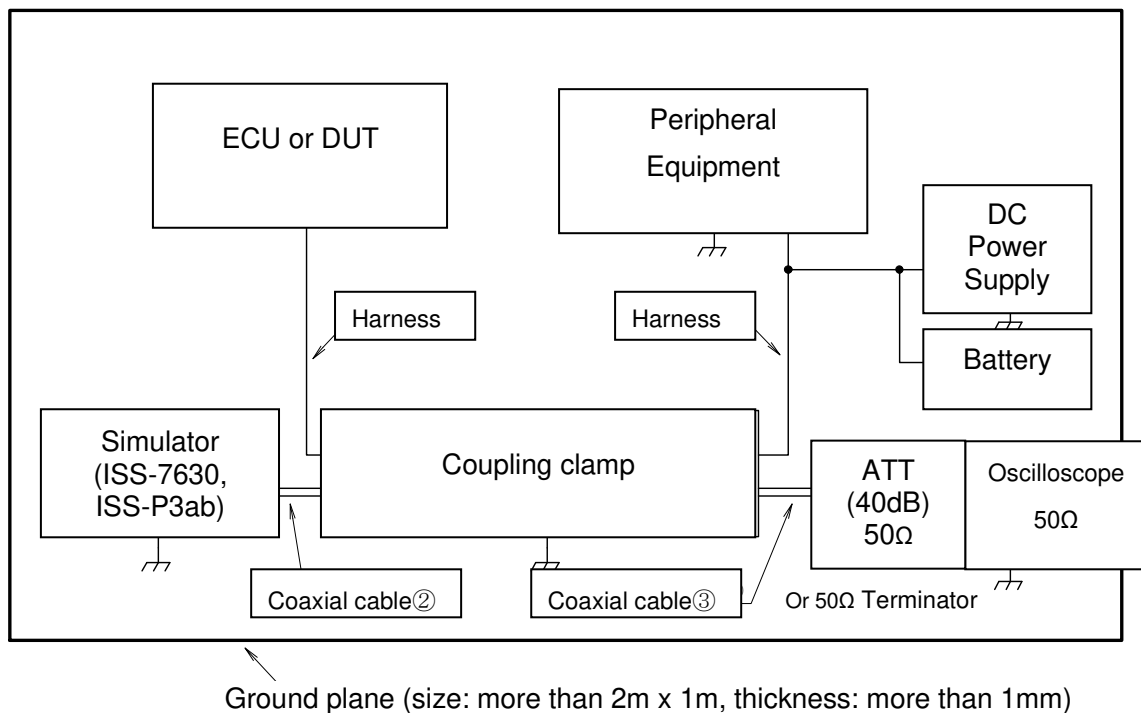 ECU or DUT
Peripheral
Equipment
DC
Power
Supply
Harness
Harness
Battery
Simulator
(ISS-7630,
ISS-P3ab)
Coupling clamp
ATT
(40dB)
50Ω
Oscilloscope
50Ω
Coaxial cable②
Coaxial cable③
Or 50Ω Terminator
Ground plane (size: more than 2m x 1m, thickness: more than 1mm)